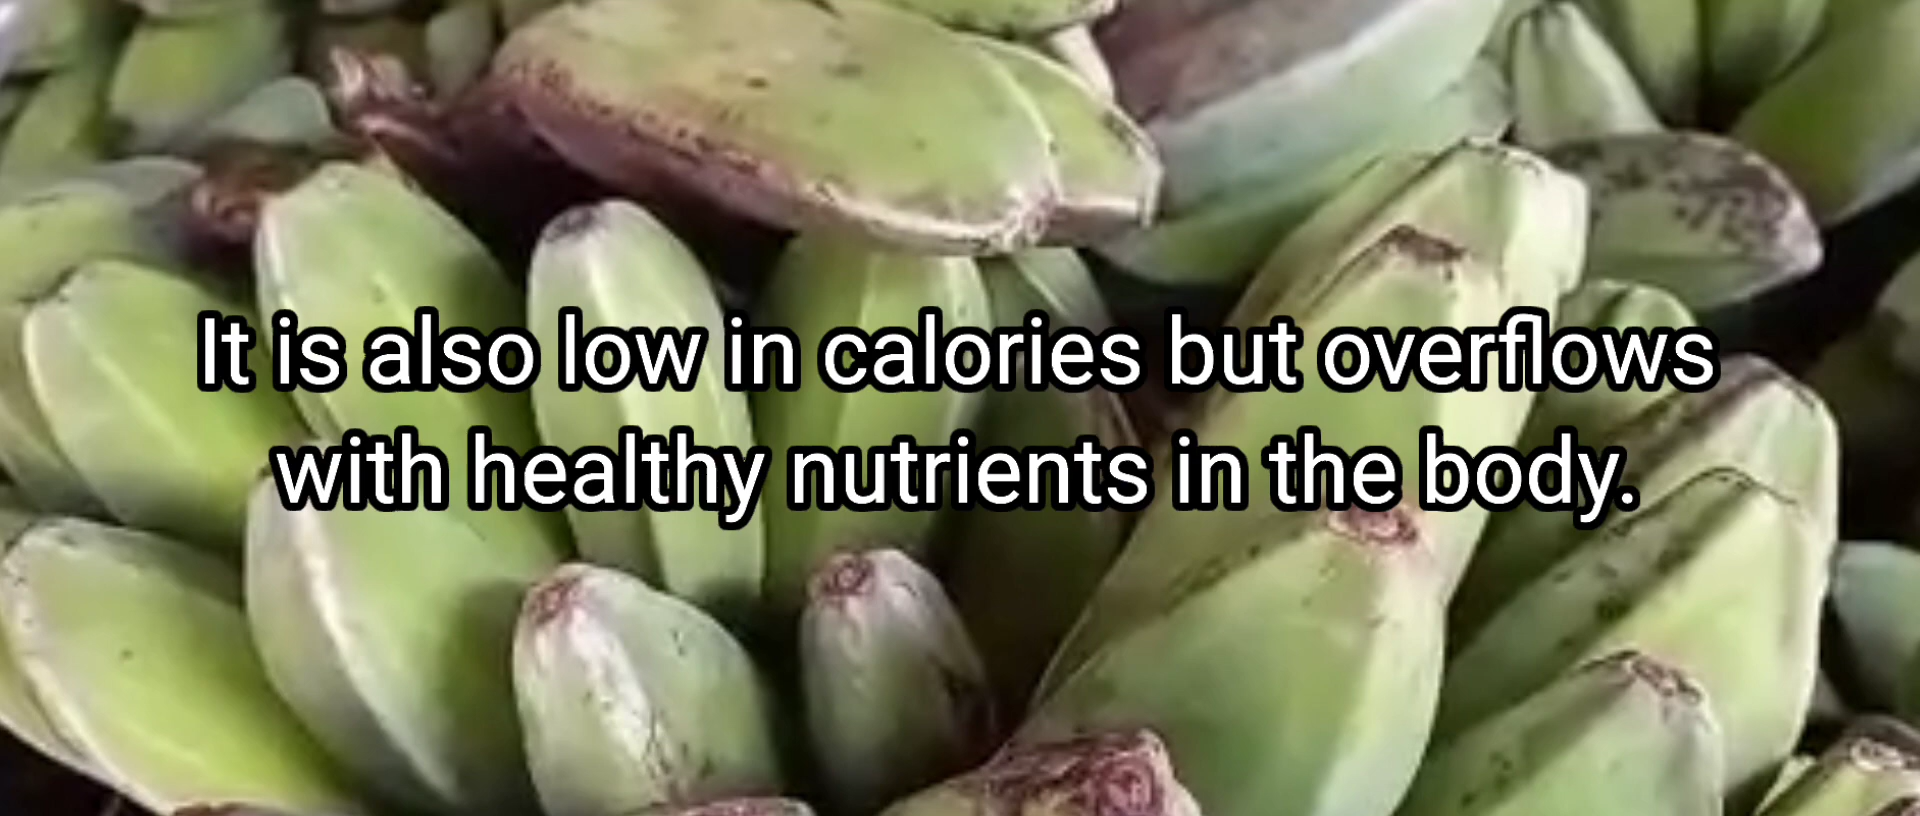 It is also low in calories but overflows
with healthy nutrients in the body.